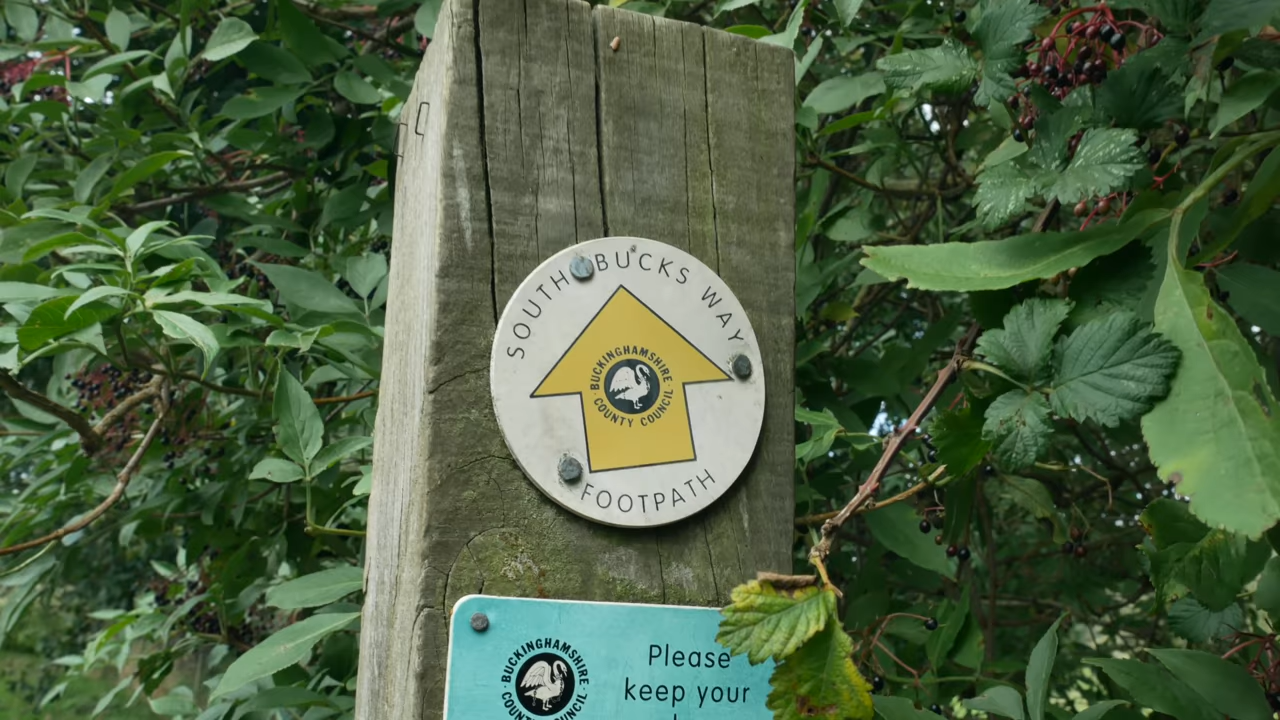 SOUTH BUCKS WAY
BUCKINGHAMSHIRE
COUNTY COUNCIL
FOOTPATH
BUCKINGHAMSHIRE
COUNTY COUNCIL
Please
keep your